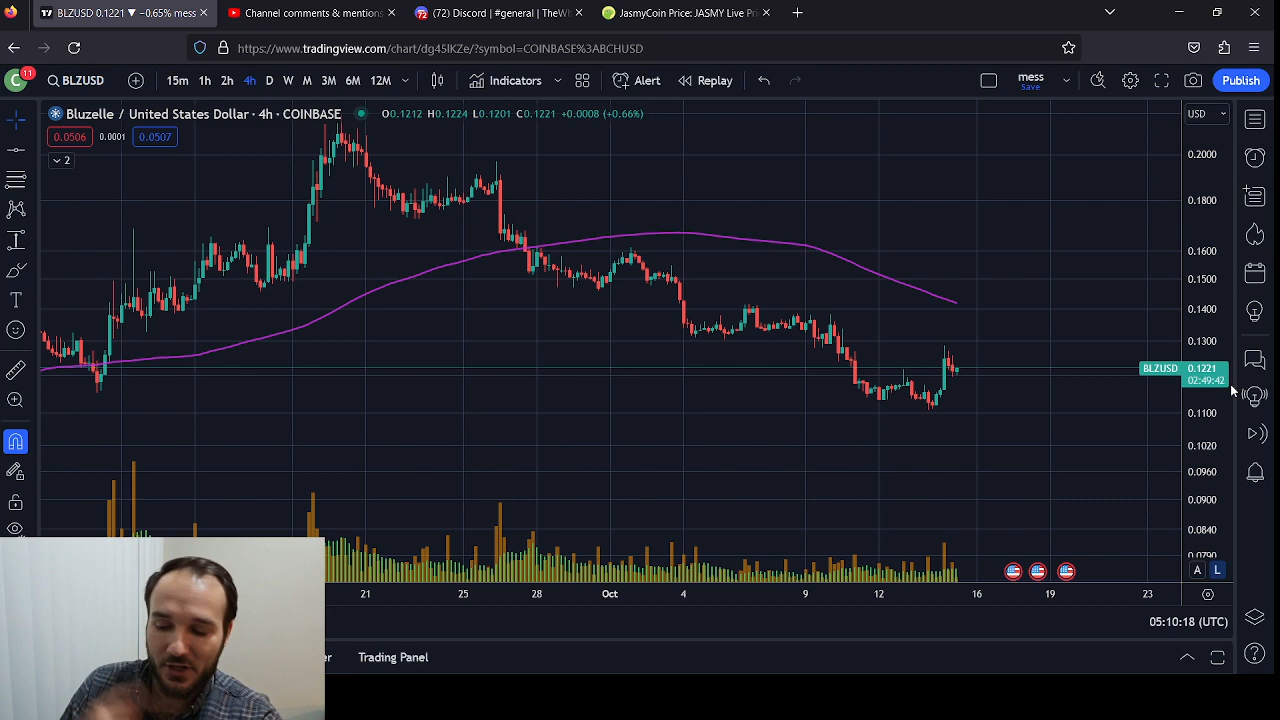 BLZUSD 0.1221 ▼ −0.65% mess
Channel comments & mentions
(72) Discord | #general | TheWh
JasmyCoin Price: JASMY Live Pri
https://www.tradingview.com/chart/dg45lKZe/?symbol=COINBASE%3ABCHUSD
C 11 BLZUSD 15m 1h 2h 4h D W M 3M 6M 12M Indicators Alert Replay mess Save Publish
Bluzelle / United States Dollar · 4h · COINBASE O0.1212 H0.1224 L0.1201 C0.1221 +0.0008 (+0.66%) USD
0.0506 0.0001 0.0507
2
0.2000
0.1800
0.1600
0.1500
0.1400
0.1300
BLZUSD 0.1221
02:49:42
0.1100
0.1020
0.0960
0.0900
0.0840
0.0790
A L
21 25 28 Oct 4 9 12 16 19 23
05:10:18 (UTC)
er Trading Panel